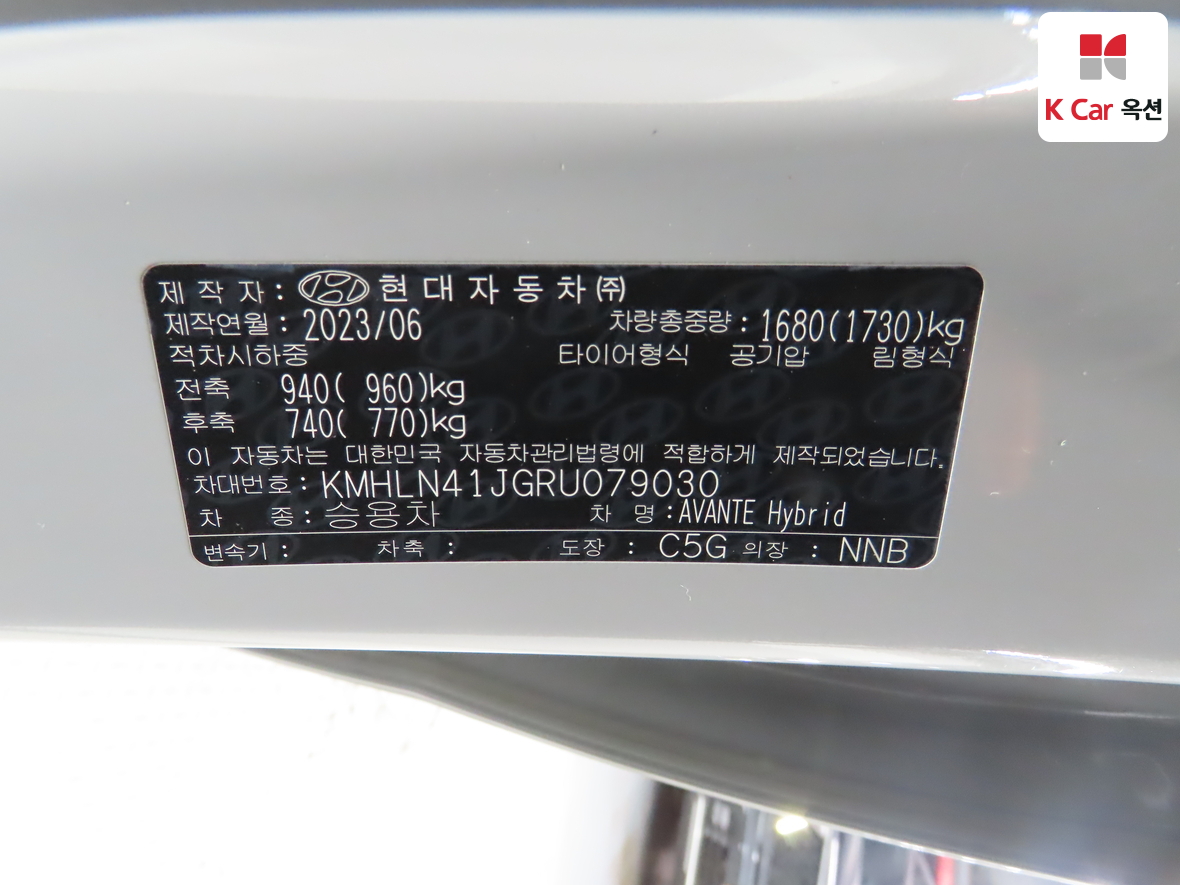 K Car 옥션
제 작 자 : 현 대 자 동 차 ㈜
제작연월 : 2023/06 차량총중량 : 1680(1730)kg
적차시하중 타이어형식 공기압 림형식
전축 940( 960)kg
후축 740( 770)kg
이 자동차는 대한민국 자동차관리법령에 적합하게 제작되었습니다.
차대번호 : KMHLN41JGRU079030
차 종 : 승용차 차 명 : AVANTE Hybrid
변속기 : 차축 : 도장 : C5G 의장 : NNB